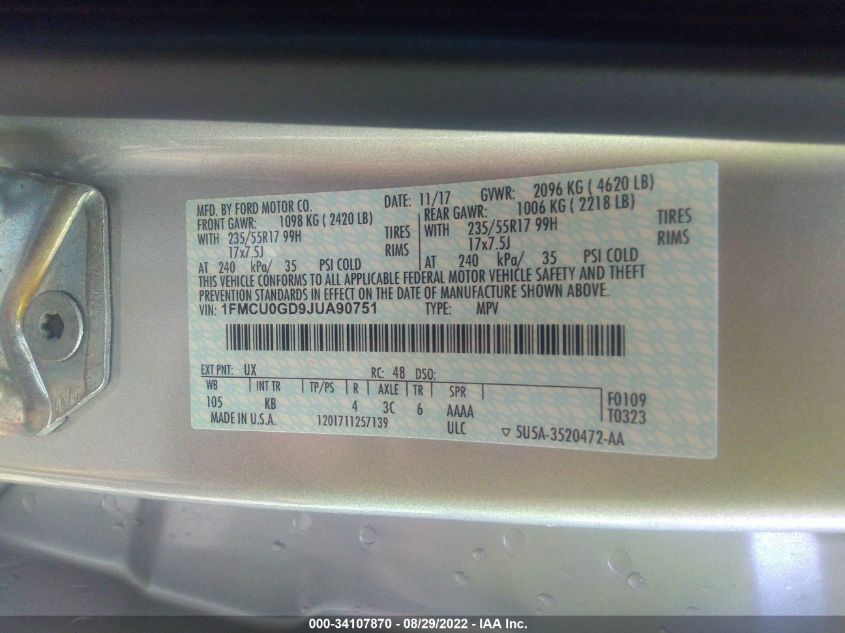 MFD. BY FORD MOTOR CO. DATE: 11/17 GVWR: 2096 KG ( 4620 LB)
FRONT GAWR: 1098 KG ( 2420 LB) REAR GAWR: 1006 KG ( 2218 LB)
WITH 235/55R17 99H TIRES WITH 235/55R17 99H TIRES
17x7.5J RIMS 17x7.5J RIMS
AT 240 kPa/ 35 PSI COLD AT 240 kPa/ 35 PSI COLD
THIS VEHICLE CONFORMS TO ALL APPLICABLE FEDERAL MOTOR VEHICLE SAFETY AND THEFT
PREVENTION STANDARDS IN EFFECT ON THE DATE OF MANUFACTURE SHOWN ABOVE.
VIN: 1FMCU0GD9JUA90751 TYPE: MPV
EXT PNT: UX RC: 48 DSO:
WB INT TR TP/PS R AXLE TR SPR F0109
105 KB 4 3C 6 AAAA T0323
MADE IN U.S.A. 1201711257139 ULC ▽ 5U5A-3520472-AA
000-34107870 - 08/29/2022 - IAA Inc.